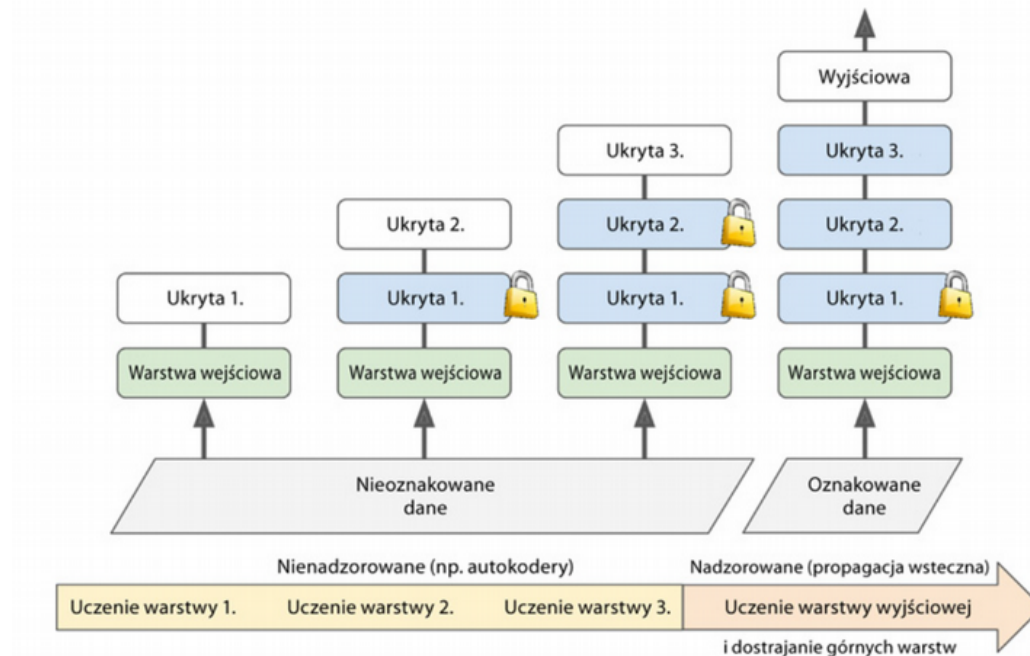 Wyjściowa
Ukryta 3.
Ukryta 3.
Ukryta 2.
Ukryta 2.
Ukryta 2.
Ukryta 1.
Ukryta 1.
Ukryta 1.
Ukryta 1.
Warstwa wejściowa
Warstwa wejściowa
Warstwa wejściowa
Warstwa wejściowa
Nieoznakowane
dane
Oznakowane
dane
Nienadzorowane (np. autokodery)
Nadzorowane (propagacja wsteczna)
Uczenie warstwy 1.
Uczenie warstwy 2.
Uczenie warstwy 3.
Uczenie warstwy wyjściowej
i dostrajanie górnych warstw